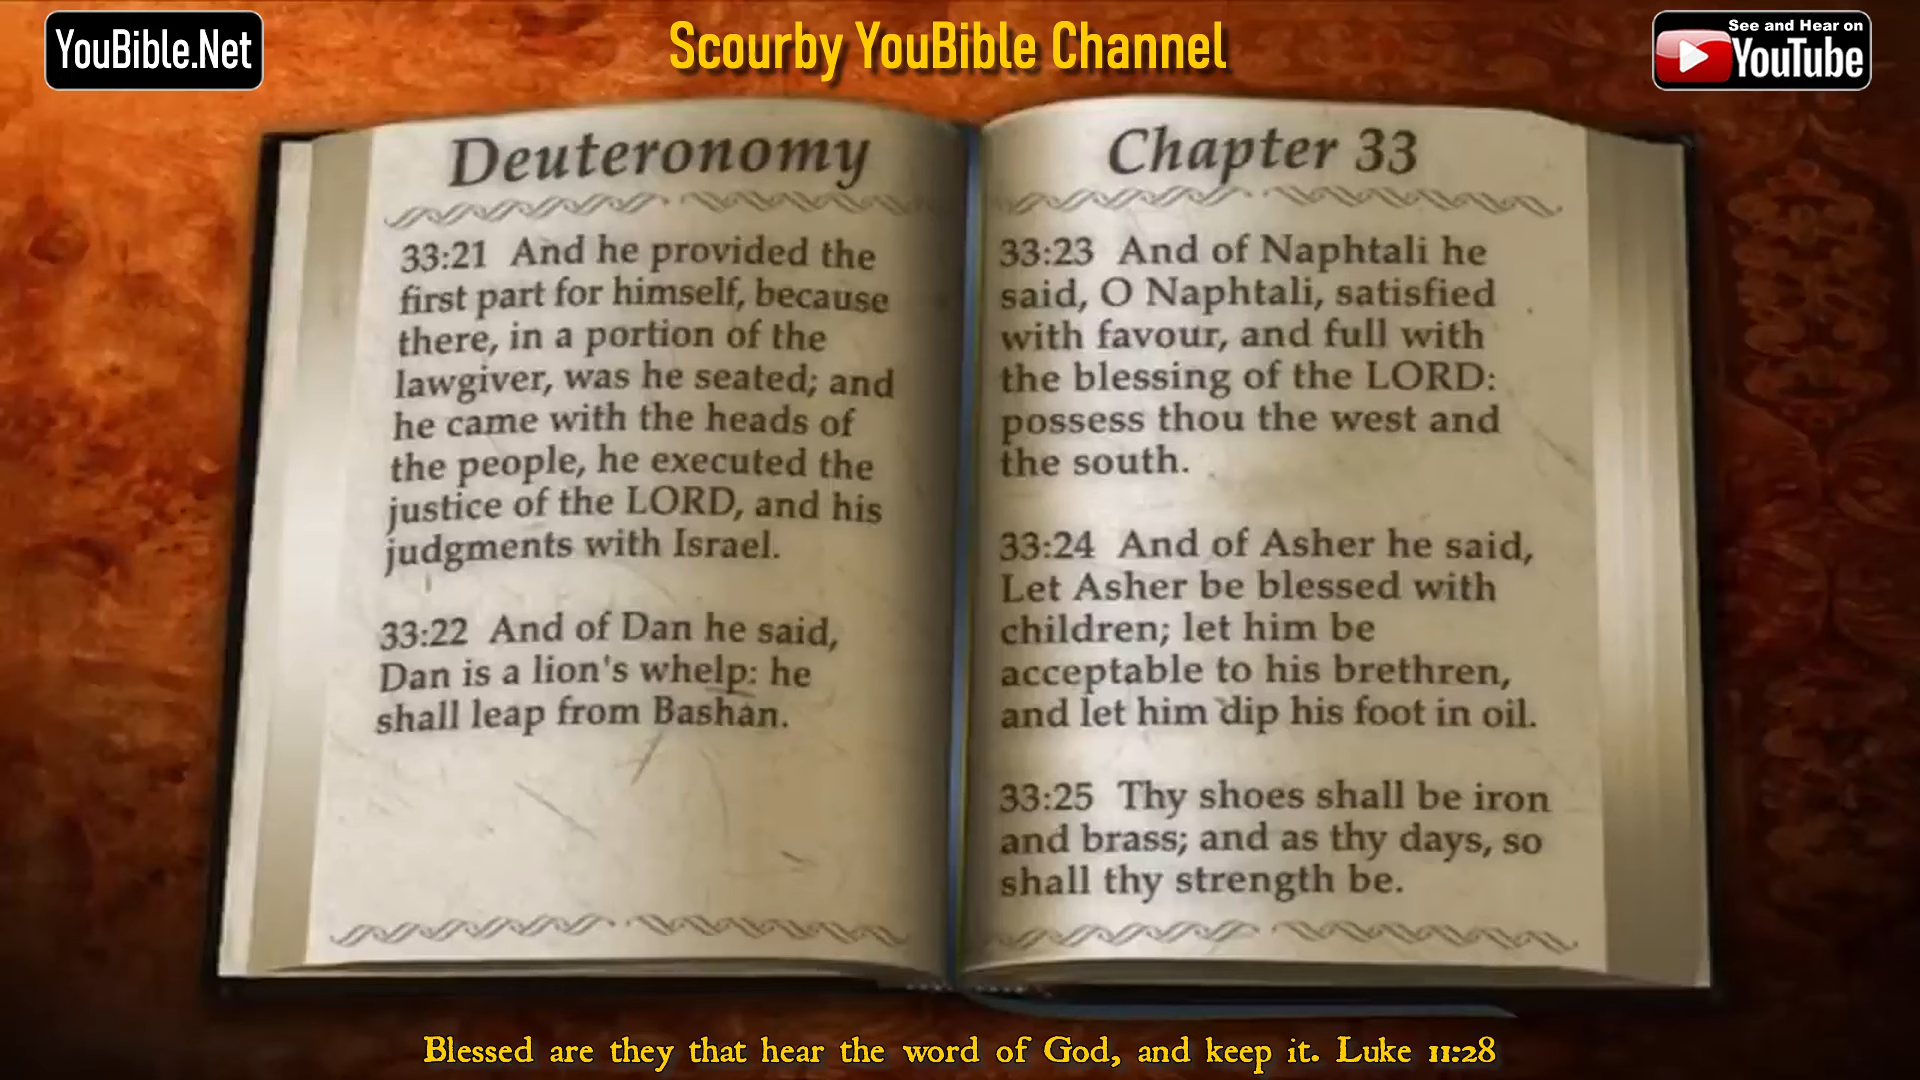 YouBible.Net
Scourby YouBible Channel
See and Hear on
YouTube
Deuteronomy
33:21 And he provided the
first part for himself, because
there, in a portion of the
lawgiver, was he seated; and
he came with the heads of
the people, he executed the
justice of the LORD, and his
judgments with Israel.
33:22 And of Dan he said,
Dan is a lion's whelp: he
shall leap from Bashan.
Chapter 33
33:23 And of Naphtali he
said, O Naphtali, satisfied
with favour, and full with
the blessing of the LORD:
possess thou the west and
the south.
33:24 And of Asher he said,
Let Asher be blessed with
children; let him be
acceptable to his brethren,
and let him dip his foot in oil.
33:25 Thy shoes shall be iron
and brass; and as thy days, so
shall thy strength be.
Blessed are they that hear the word of God, and keep it. Luke 11:28